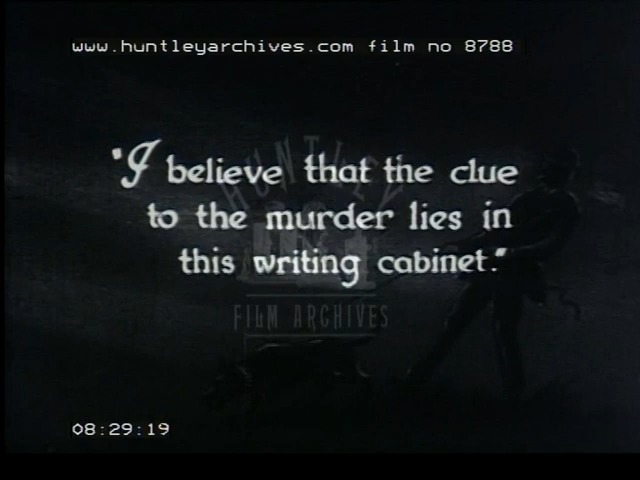 www.huntleyarchives.com film no 8788
"I believe that the clue
to the murder lies in
this writing cabinet."
HUNTLEY
FILM ARCHIVES
08:29:19